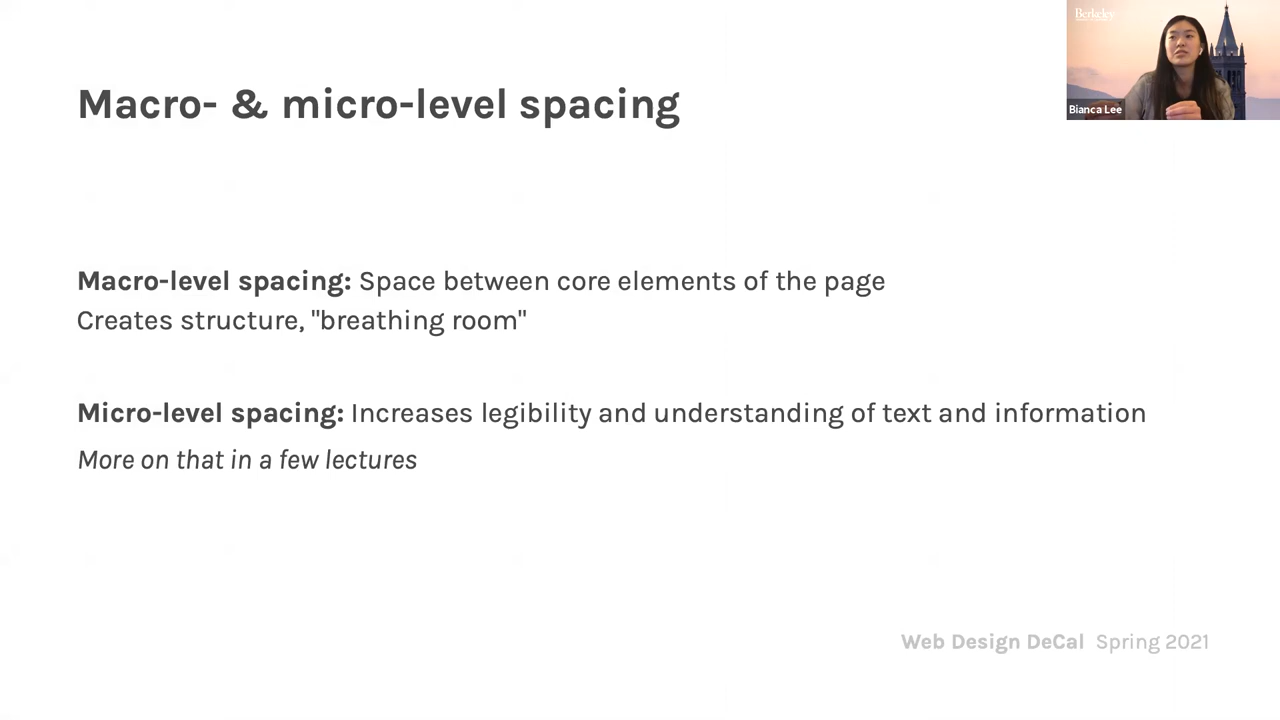 Macro- & micro-level spacing
Berkeley
Bianca Lee
Macro-level spacing: Space between core elements of the page
Creates structure, "breathing room"
Micro-level spacing: Increases legibility and understanding of text and information
More on that in a few lectures
Web Design DeCal Spring 2021